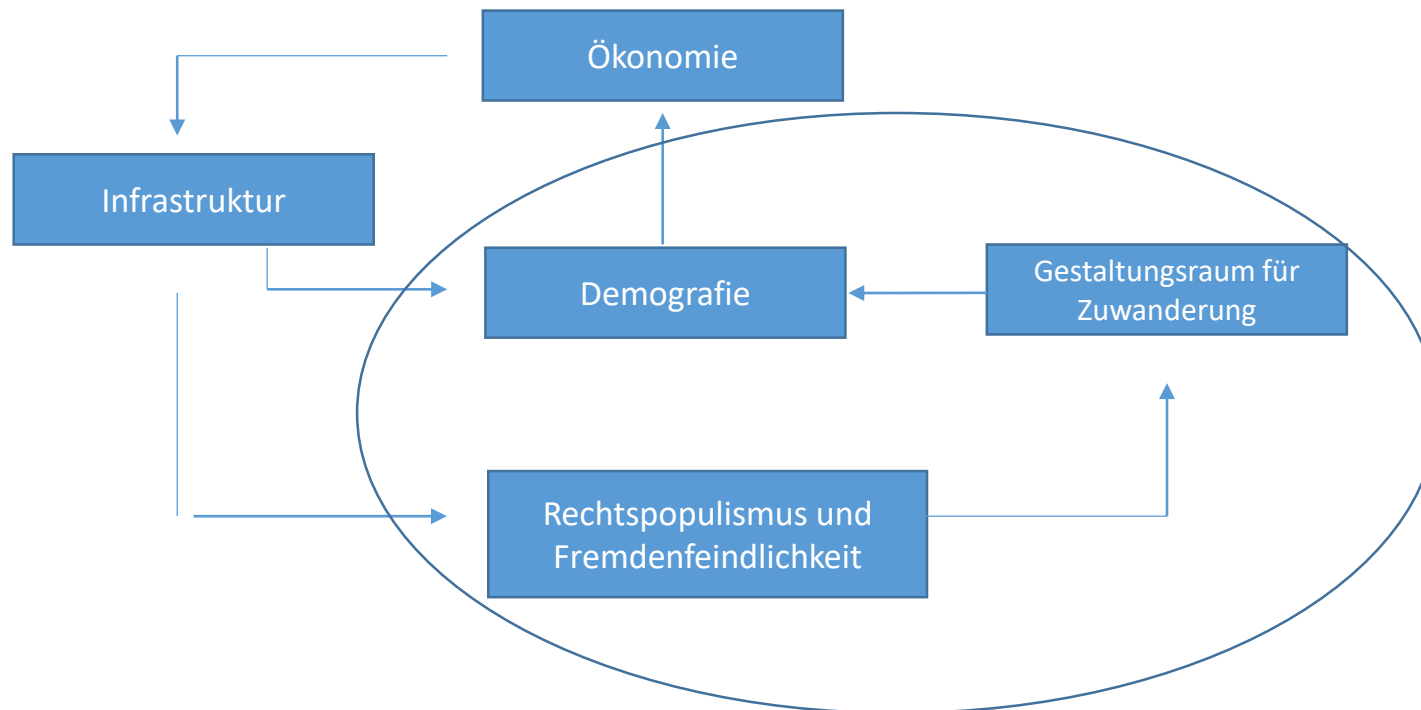 Ökonomie
Infrastruktur
Demografie
Gestaltungsraum für
Zuwanderung
Rechtspopulismus und
Fremdenfeindlichkeit